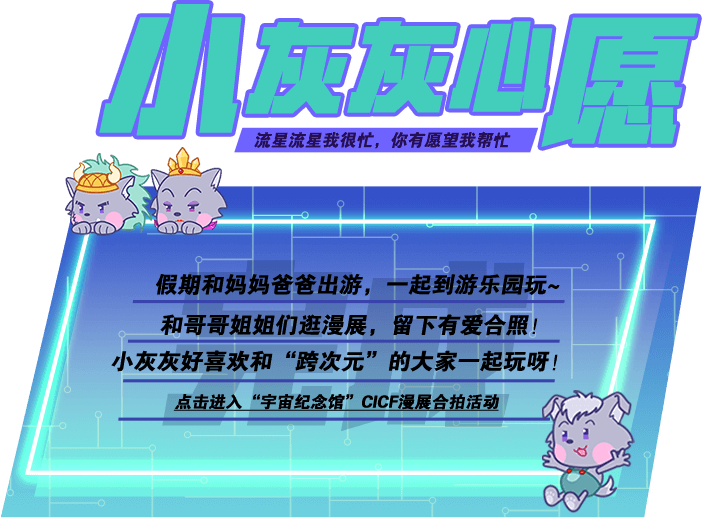 小灰灰心愿
流星流星我很忙，你有愿望我帮忙
假期和妈妈爸爸出游，一起到游乐园玩~
和哥哥姐姐们逛漫展，留下有爱合照！
小灰灰好喜欢和“跨次元”的大家一起玩呀！
点击进入“宇宙纪念馆”CICF漫展合拍活动